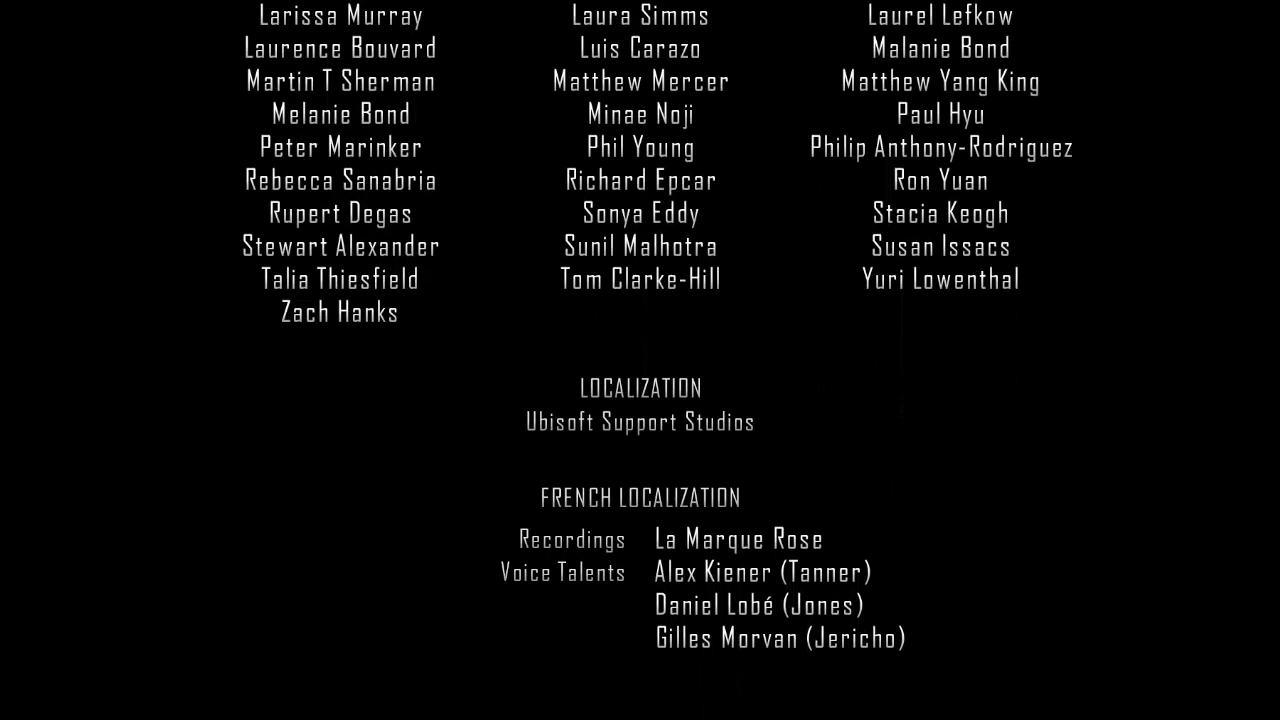 Larissa Murray Laura Simms Laurel Lefkow
Laurence Bouvard Luis Carazo Malanie Bond
Martin T Sherman Matthew Mercer Matthew Yang King
Melanie Bond Minae Noji Paul Hyu
Peter Marinker Phil Young Philip Anthony-Rodriguez
Rebecca Sanabria Richard Epcar Ron Yuan
Rupert Degas Sonya Eddy Stacia Keogh
Stewart Alexander Sunil Malhotra Susan Issacs
Talia Thiesfield Tom Clarke-Hill Yuri Lowenthal
Zach Hanks
LOCALIZATION
Ubisoft Support Studios
FRENCH LOCALIZATION
Recordings La Marque Rose
Voice Talents Alex Kiener (Tanner)
Daniel Lobé (Jones)
Gilles Morvan (Jericho)